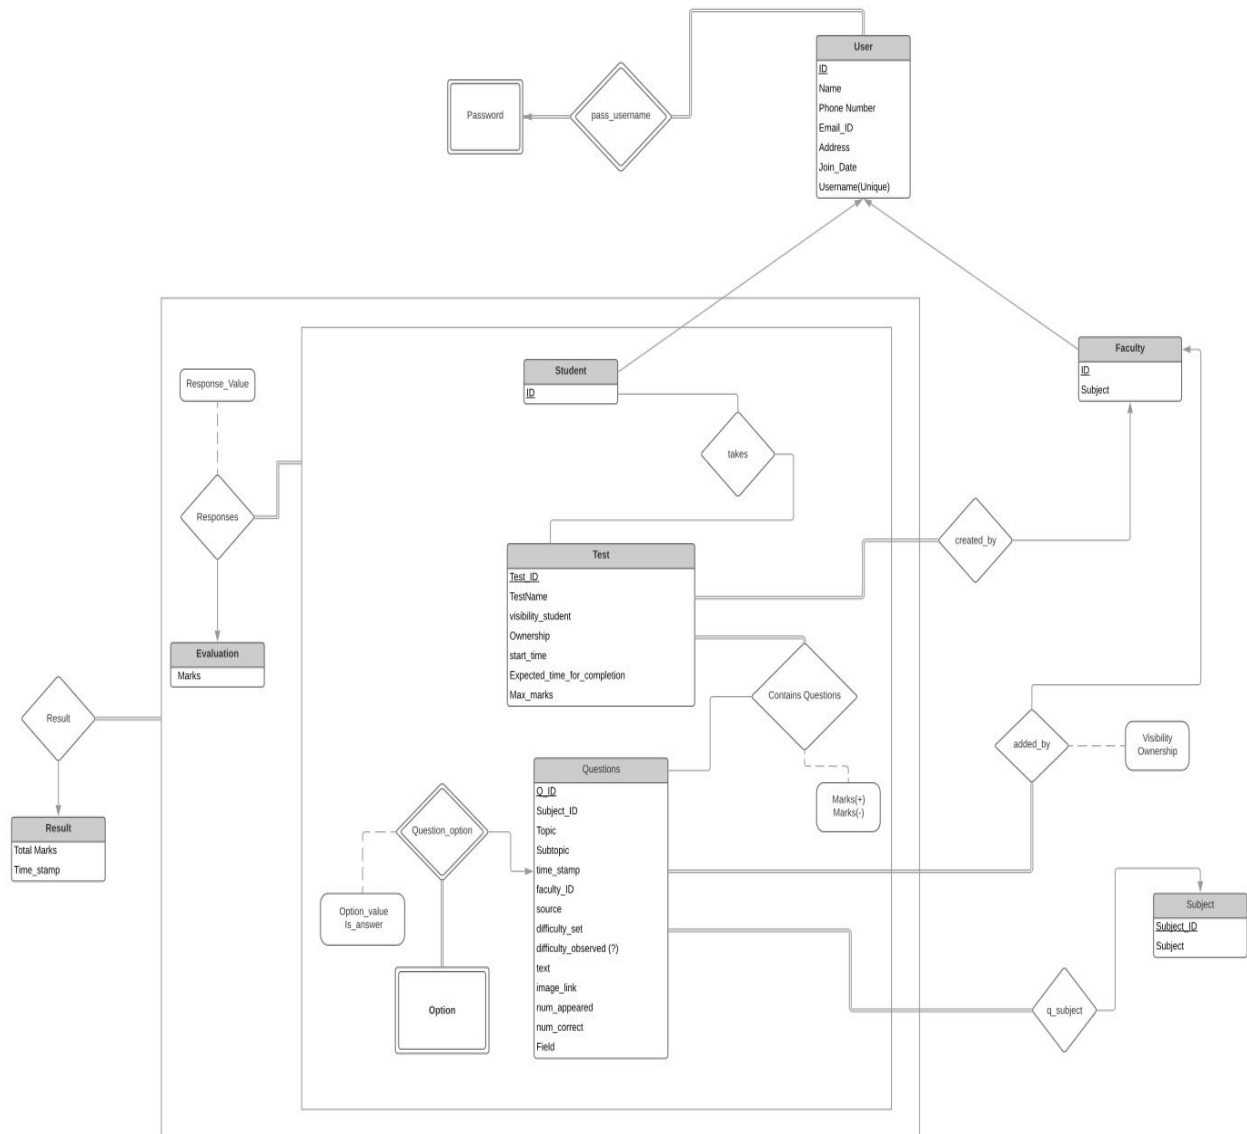 User
ID
Name
Phone Number
Email_ID
Address
Join_Date
Username(Unique)
Password
pass_username
Faculty
ID
Subject
Student
ID
Response_Value
takes
Responses
created_by
Test
Test_ID
TestName
visibility_student
Ownership
start_time
Expected_time_for_completion
Max_marks
Evaluation
Marks
Contains Questions
Result
added_by
Visibility
Ownership
Marks(+)
Marks(-)
Questions
Q_ID
Subject_ID
Topic
Subtopic
time_stamp
faculty_ID
source
difficulty_set
difficulty_observed (?)
text
image_link
num_appeared
num_correct
Field
Question_option
Result
Total Marks
Time_stamp
Option_value
Is_answer
Option
Subject
Subject_ID
Subject
q_subject